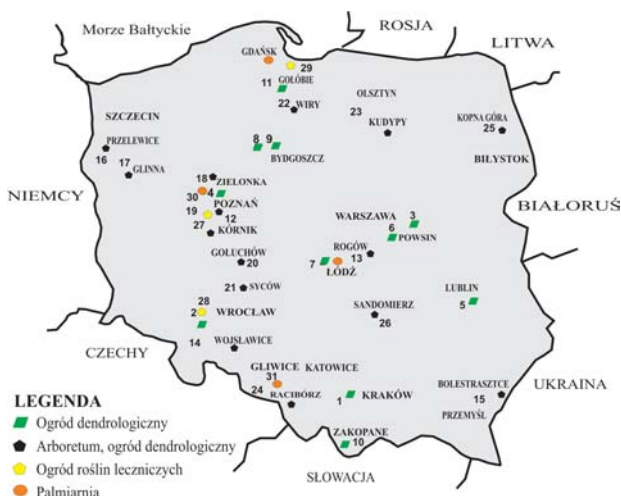 Morze Bałtyckie
ROSJA
LITWA
GDAŃSK
29
11 GOŁÓBIE
22 WIRY
OLSZTYN
23
KUDYPY
KOPNA GÓRA
25
SZCZECIN
PRZELEWICE
16
17
GLINNA
8 9
BYDGOSZCZ
BIŁYSTOK
NIEMCY
BIAŁORUŚ
18 ZIELONKA
30 4
POZNAŃ
19 12
27 KÓRNIK
WARSZAWA 3
6 POWSIN
ROGÓW
13
7 ŁÓDŹ
GOŁUCHÓW
20
21 SYCÓW
LUBLIN
5
SANDOMIERZ
26
28
2 WROCŁAW
14
WOJSŁAWICE
CZECHY
GLIWICE KATOWICE
31
24
RACIBÓRZ
1 KRAKÓW
BOLESTRASTZCE
15
PRZEMYŚL
UKRAINA
ZAKOPANE
10
SŁOWACJA
LEGENDA
Ogród dendrologiczny
Arboretum, ogród dendrologiczny
Ogród roślin leczniczych
Palmiarnia